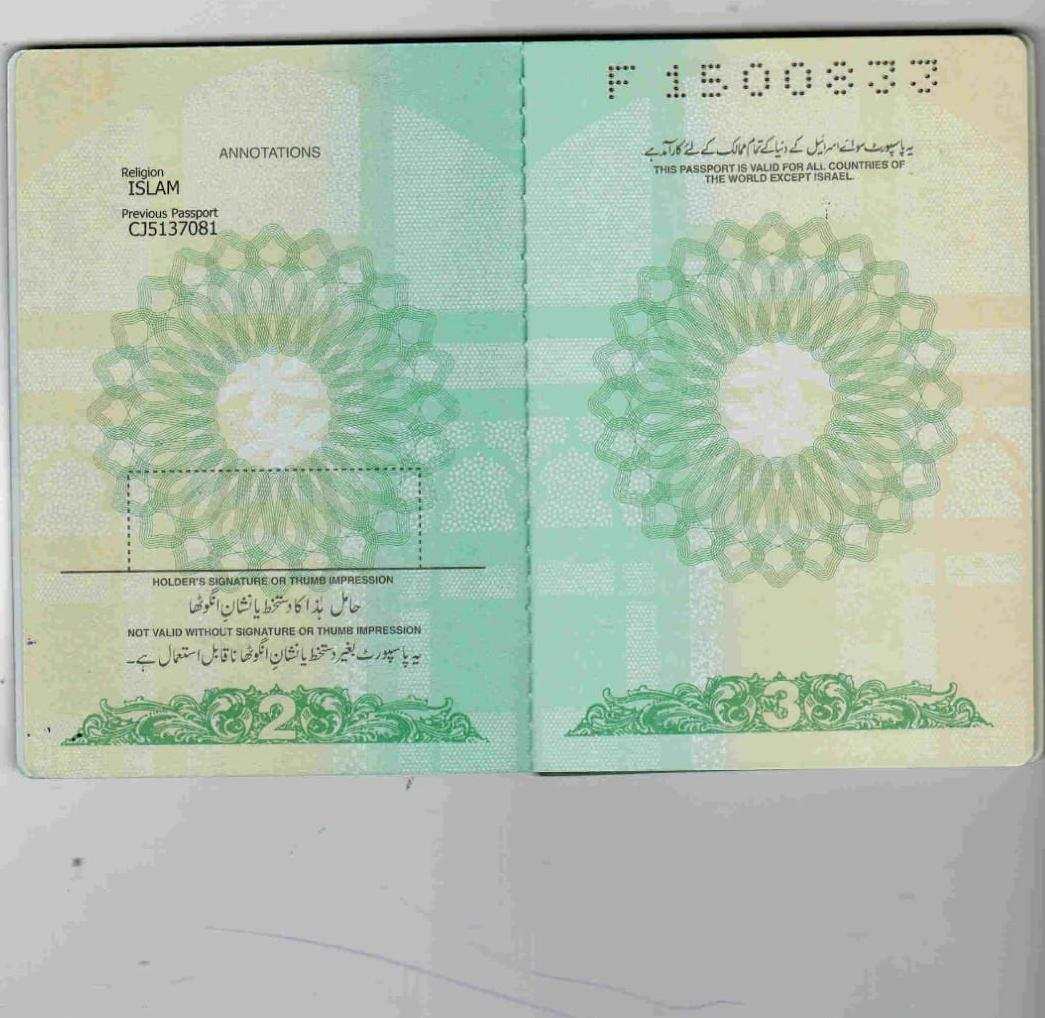 ANNOTATIONS
Religion
ISLAM
Previous Passport
CJ5137081
HOLDER'S SIGNATURE OR THUMB IMPRESSION
حامل ہٰذا کا دستخط یا نشانِ انگوٹھا
NOT VALID WITHOUT SIGNATURE OR THUMB IMPRESSION
یہ پاسپورٹ بغیر دستخط یا نشانِ انگوٹھا ناقابل استعمال ہے۔
2
F 1500833
یہ پاسپورٹ سوائے اسرائیل کے دنیا کے تمام ممالک کے لئے کارآمد ہے
THIS PASSPORT IS VALID FOR ALL COUNTRIES OF
THE WORLD EXCEPT ISRAEL.
3